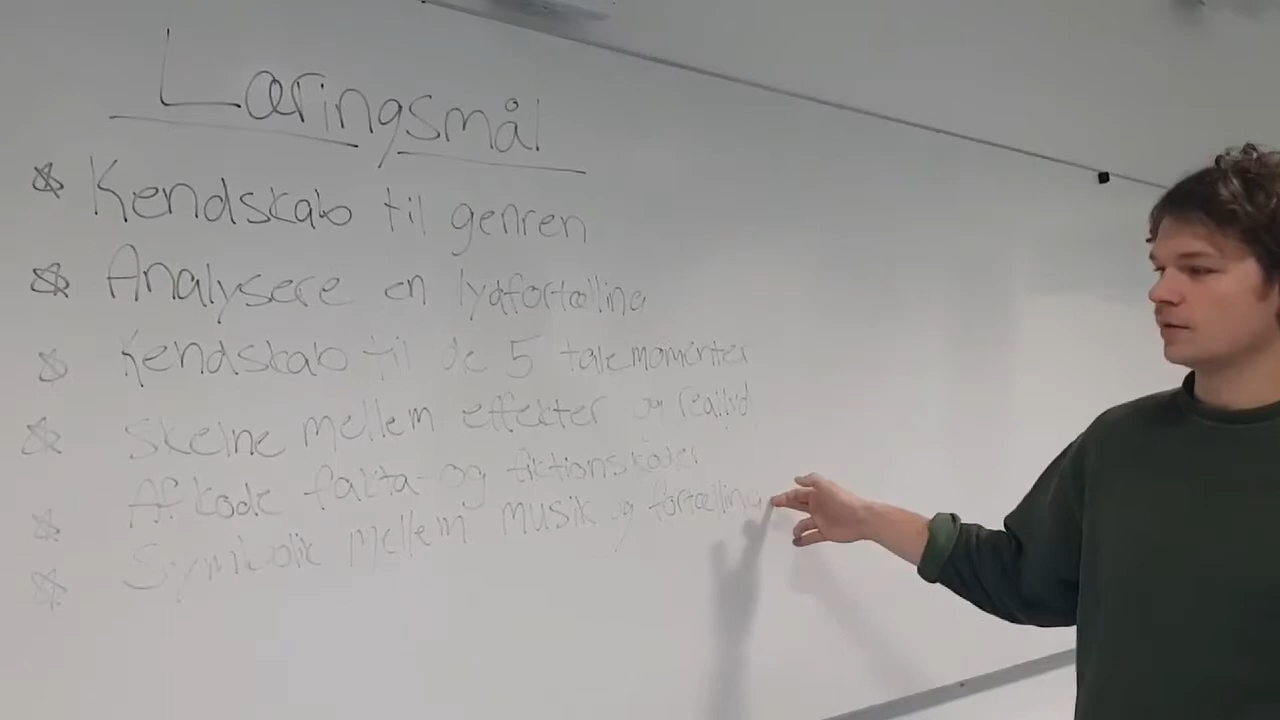 Læringsmål
* Kendskab til genren
* Analysere en lydfortælling
* Kendskab til de 5 talemomenter
* Skelne mellem effekter og reallyd
* Afkode fakta- og fiktionskoder
* Symbolik mellem musik og fortælling